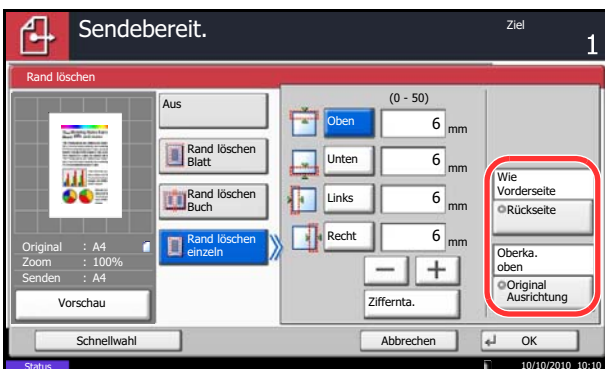 Sendebereit.
Ziel
1
Rand löschen
Aus
Rand löschen
Blatt
Rand löschen
Buch
Rand löschen
einzeln
(0 - 50)
Oben
6 mm
Unten
6 mm
Links
6 mm
Recht
6 mm
Ziffernta.
Wie
Vorderseite
Rückseite
Oberka.
oben
Original
Ausrichtung
Original : A4
Zoom : 100%
Senden : A4
Vorschau
Schnellwahl
Abbrechen
OK
Status
10/10/2010 10:10